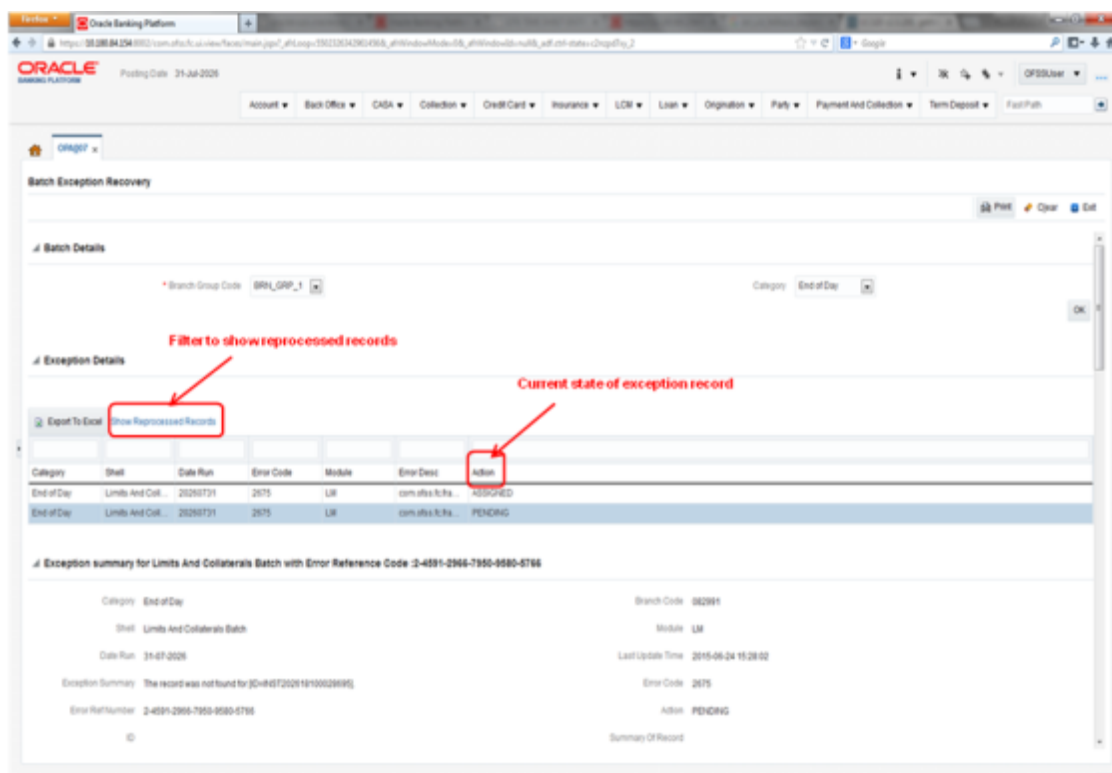 Firefox
Oracle Banking Platform
Google
ORACLE
BANKING PLATFORM
Posting Date 31-Jul-2026
OFSSUser
Account Back Office CASA Collection Credit Card Insurance LCM Loan Origination Party Payment And Collection Term Deposit Fast Path
Batch Exception Recovery
Print Clear Exit
Batch Details
* Branch Group Code BRN_GRP_1 Category End of Day
OK
Filter to show reprocessed records
Exception Details
Current state of exception record
Export To Excel Show Reprocessed Records
Category Shell Date Run Error Code Module Error Desc Action
End of Day Limits And Coll... 20260731 2675 LM ASSIGNED
End of Day Limits And Coll... 20260731 2675 LM PENDING
Exception summary for Limits And Collaterals Batch with Error Reference Code :2-4591-2966-7950-9580-5766
Category End of Day Branch Code 082991
Shell Limits And Collaterals Batch Module LM
Date Run 31-07-2026 Last Update Time 2015-06-24 15:28:02
Exception Summary The record was not found for
Error Code 2675
Error Ref Number 2-4591-2966-7950-9580-5766 Action PENDING
ID Summary Of Record